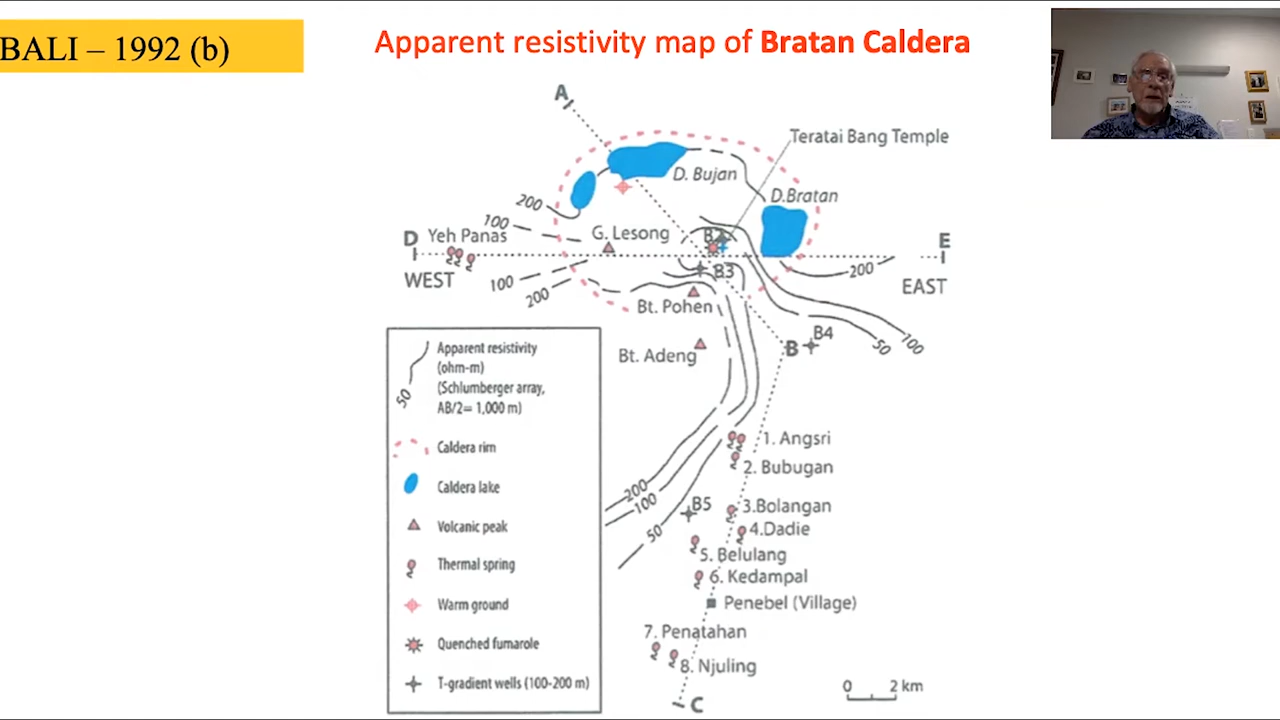 BALI – 1992 (b)
Apparent resistivity map of Bratan Caldera
A
Teratai Bang Temple
D. Bujan
D.Bratan
200
100
D
Yeh Panas
G. Lesong
B2
E
WEST
B3
200
EAST
100
200
Bt. Pohen
B4
50
100
B
Bt. Adeng
Apparent resistivity
(ohm-m)
(Schlumberger array,
AB/2= 1,000 m)
50
Caldera rim
Caldera lake
Volcanic peak
Thermal spring
Warm ground
Quenched fumarole
T-gradient wells (100-200 m)
1. Angsri
2. Bubugan
200
100
50
B5
3.Bolangan
4.Dadie
5. Belulang
6. Kedampal
Penebel (Village)
7. Penatahan
8. Njuling
C
0 2 km